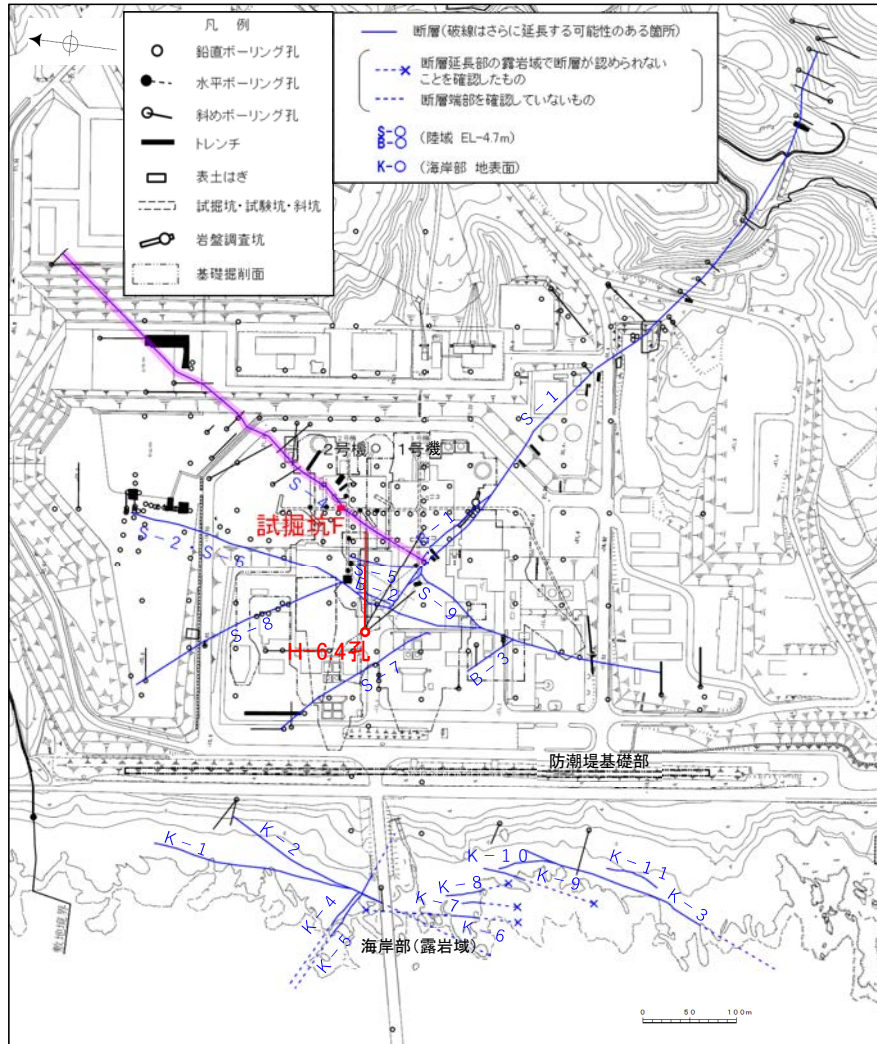 凡 例
鉛直ボーリング孔
水平ボーリング孔
斜めボーリング孔
トレンチ
表土はぎ
試掘坑・試験坑・斜坑
岩盤調査坑
基礎掘削面
断層(破線はさらに延長する可能性のある箇所)
断層延長部の露岩域で断層が認められない
ことを確認したもの
断層端部を確認していないもの
S-○
B-○
(陸域 EL-4.7m)
K-○
(海岸部 地表面)
S-1
2号機
1号機
S-4
試掘坑F
B-1
S-2・S-6
S-5
B-2
S-9
S-8
H-6.4孔
S-7
B-3
防潮堤基礎部
K-2
K-1
K-10
K-11
K-9
K-8
K-7
K-3
K-4
K-6
K-5
海岸部(露岩域)
敷地境界
0 50 100m